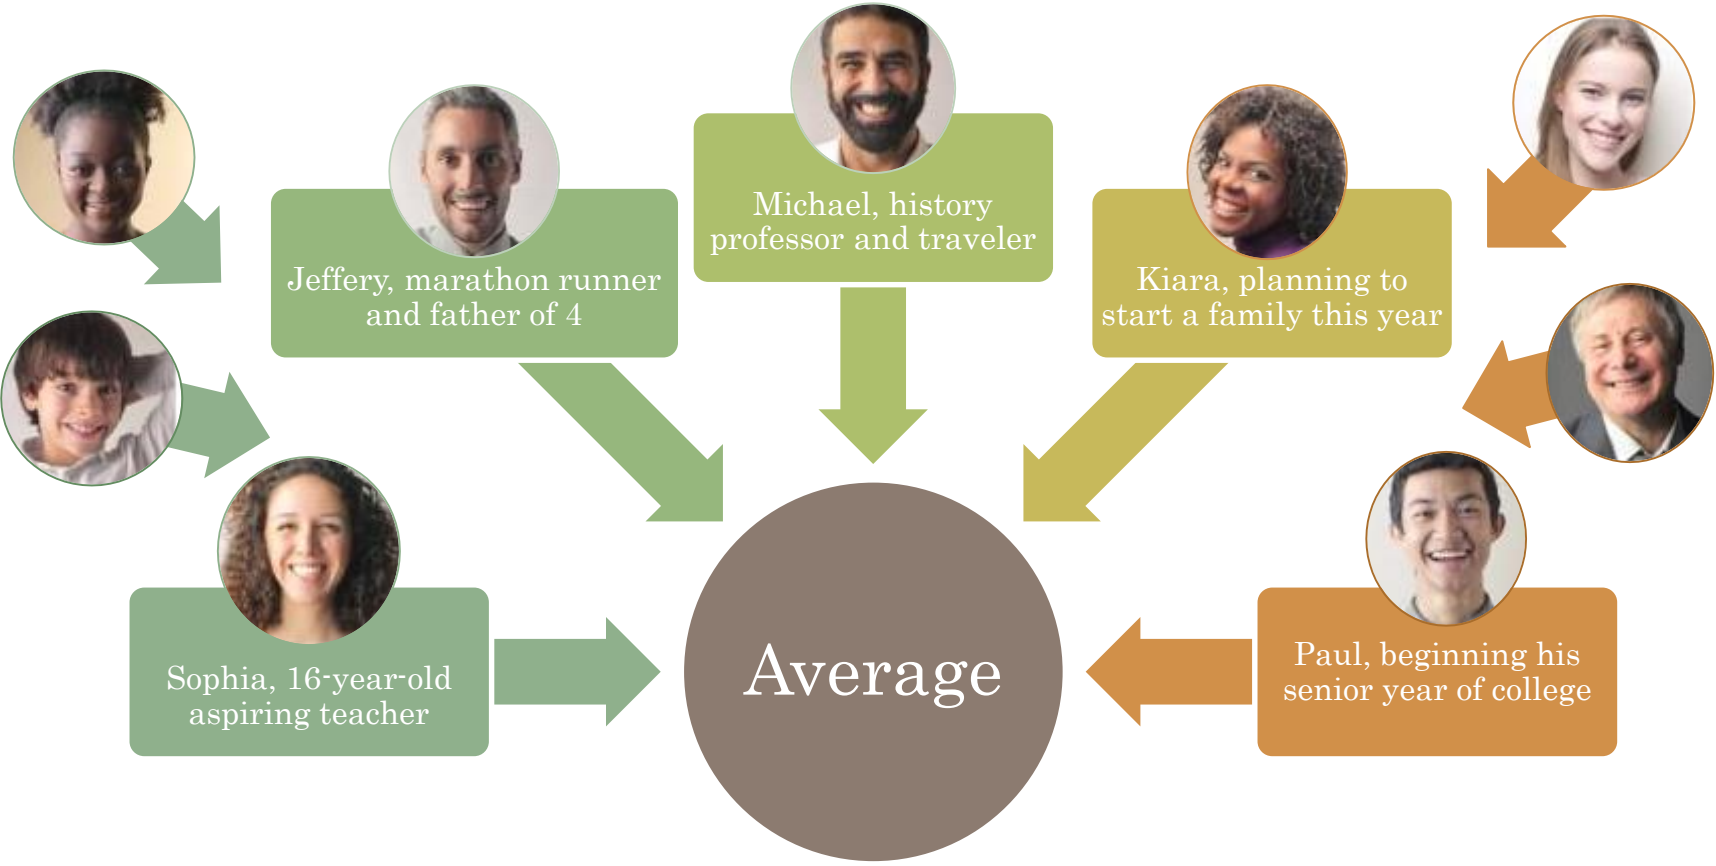 Michael, history
professor and traveler
Jeffery, marathon runner
and father of 4
Kiara, planning to
start a family this year
Sophia, 16-year-old
aspiring teacher
Average
Paul, beginning his
senior year of college